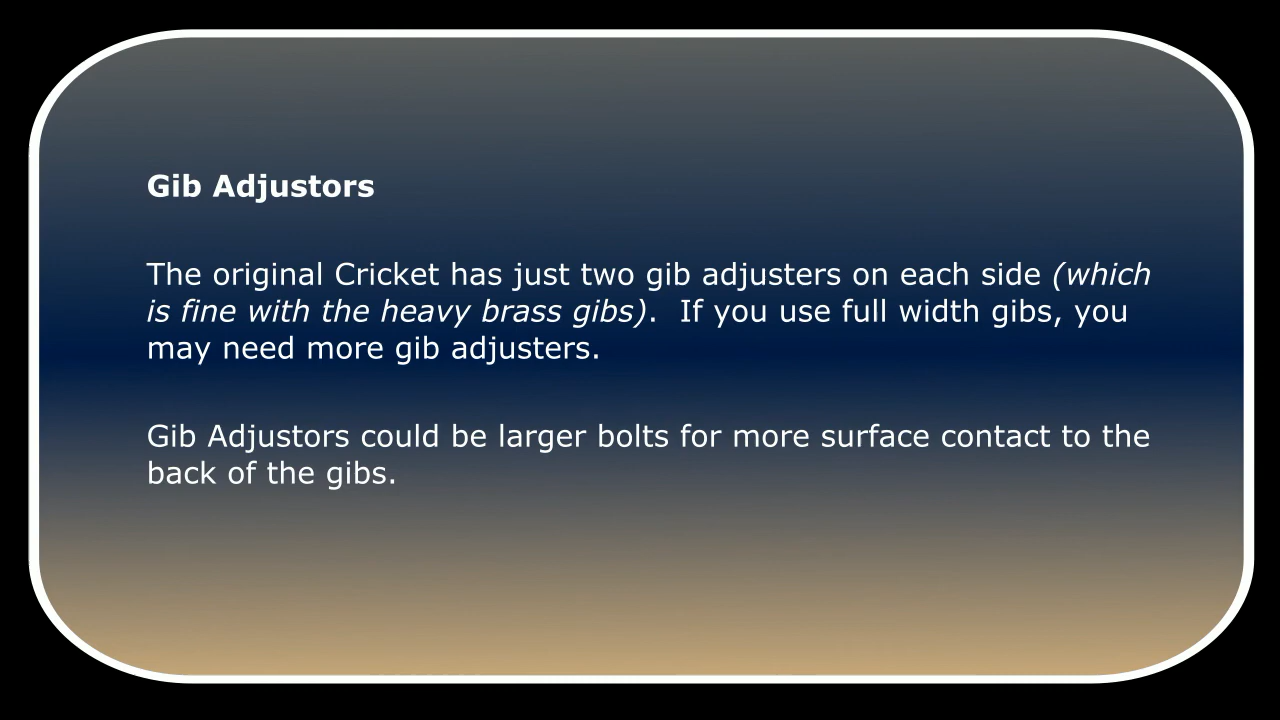 Gib Adjustors
The original Cricket has just two gib adjusters on each side (which
is fine with the heavy brass gibs).  If you use full width gibs, you
may need more gib adjusters.
Gib Adjustors could be larger bolts for more surface contact to the
back of the gibs.